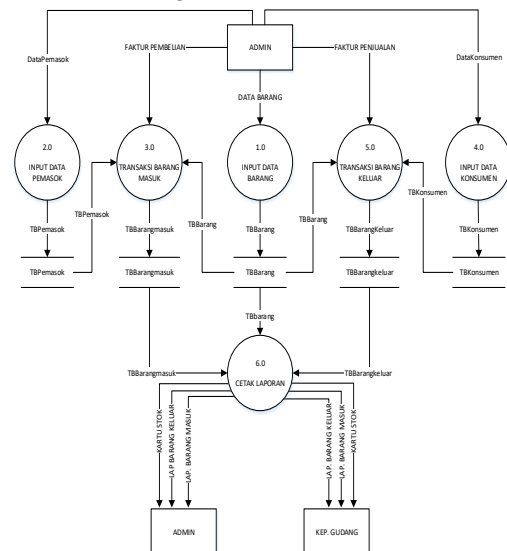 ADMIN
FAKTUR PEMBELIAN
FAKTUR PENJUALAN
DataPemasok
DataKonsumen
DATA BARANG
2.0
INPUT DATA
PEMASOK
3.0
TRANSAKSI BARANG
MASUK
1.0
INPUT DATA
BARANG
5.0
TRANSAKSI BARANG
KELUAR
4.0
INPUT DATA
KONSUMEN
TBPemasok
TBPemasok
TBBarangmasuk
TBBarang
TBBarang
TBBarang
TBBarangKeluar
TBKonsumen
TBKonsumen
TBPemasok
TBBarangmasuk
TBBarang
TBBarangkeluar
TBKonsumen
TBbarang
TBBarangmasuk
6.0
CETAK LAPORAN
TBBarangkeluar
KARTU STOK
LAP BARANG KELUAR
LAP. BARANG MASUK
LAP. BARANG KELUAR
LAP. BARANG MASUK
KARTU STOK
ADMIN
KEP. GUDANG